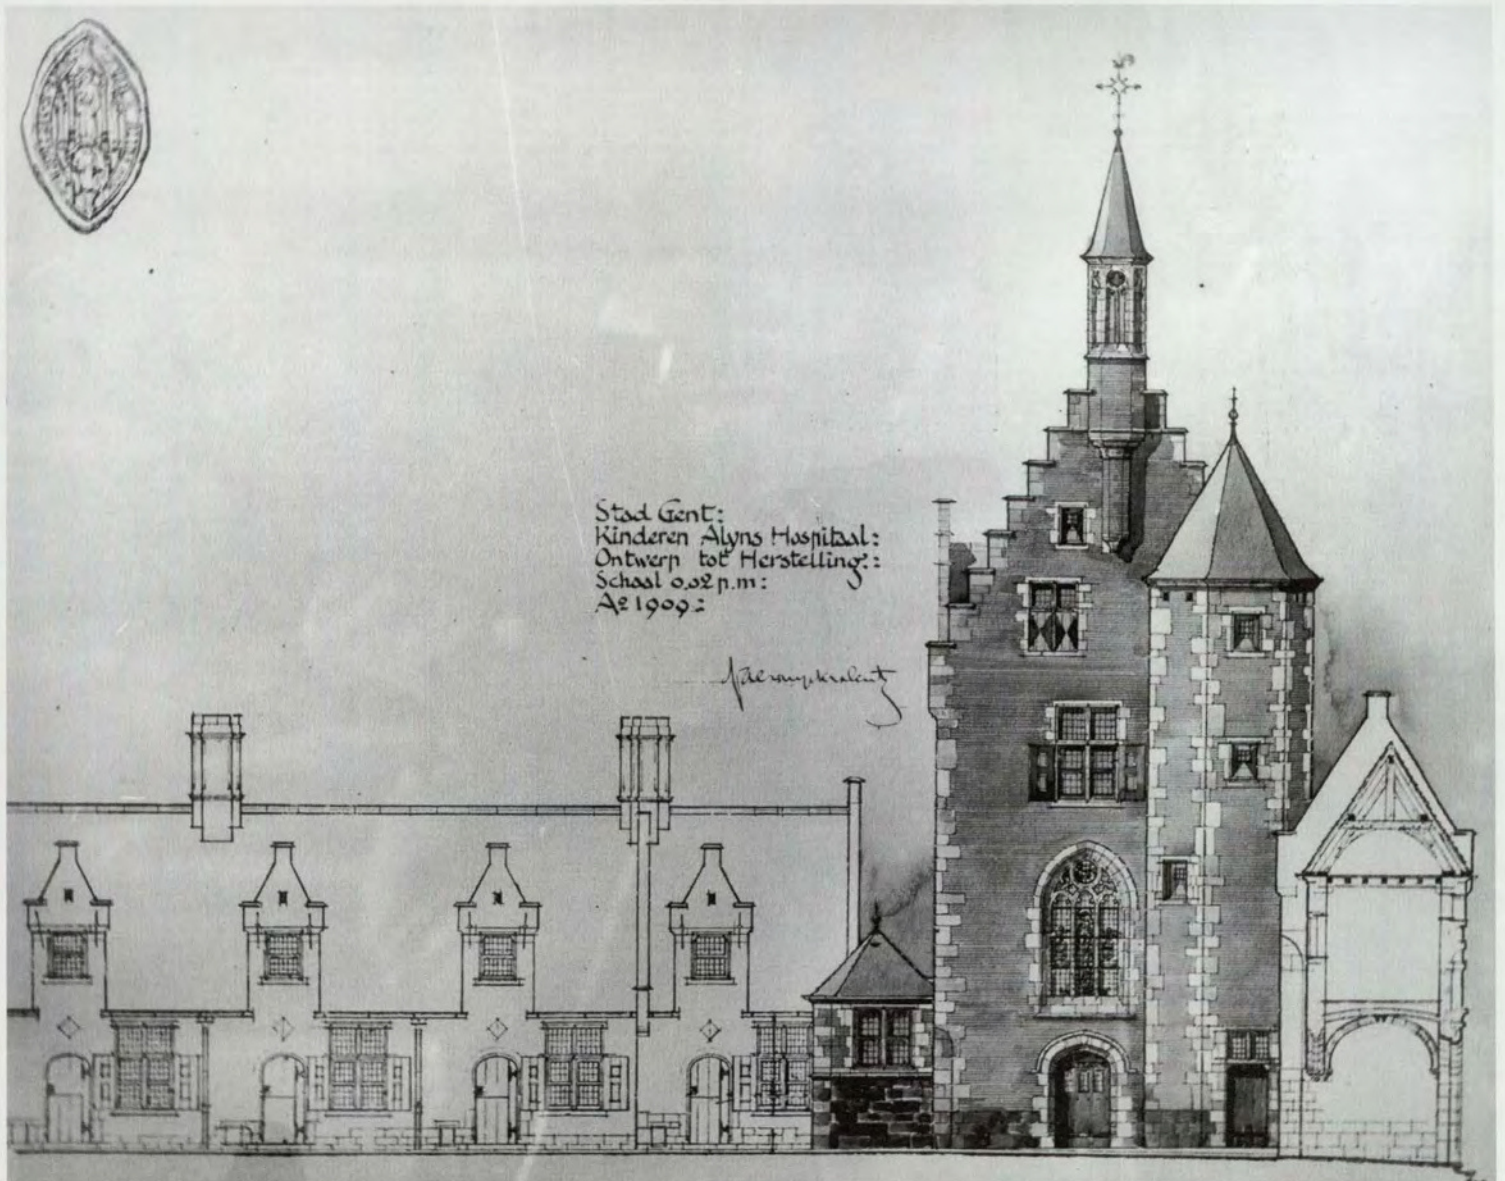 Stad Gent:
Kinderen Alyns Hospitaal:
Ontwerp tot Herstelling::
Schaal 0.02 p.m:
Aº 1909: